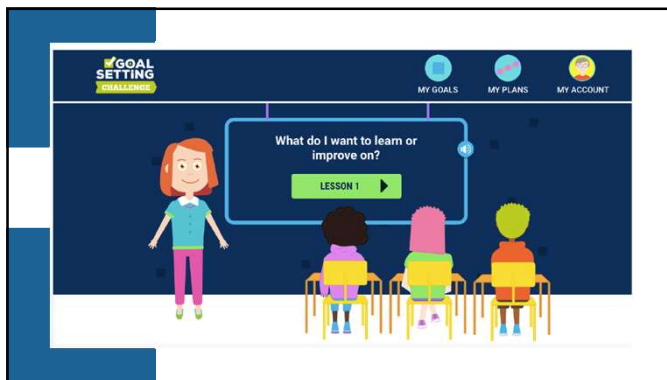 GOAL
SETTING
CHALLENGE
MY GOALS
MY PLANS
MY ACCOUNT
What do I want to learn or
improve on?
LESSON 1